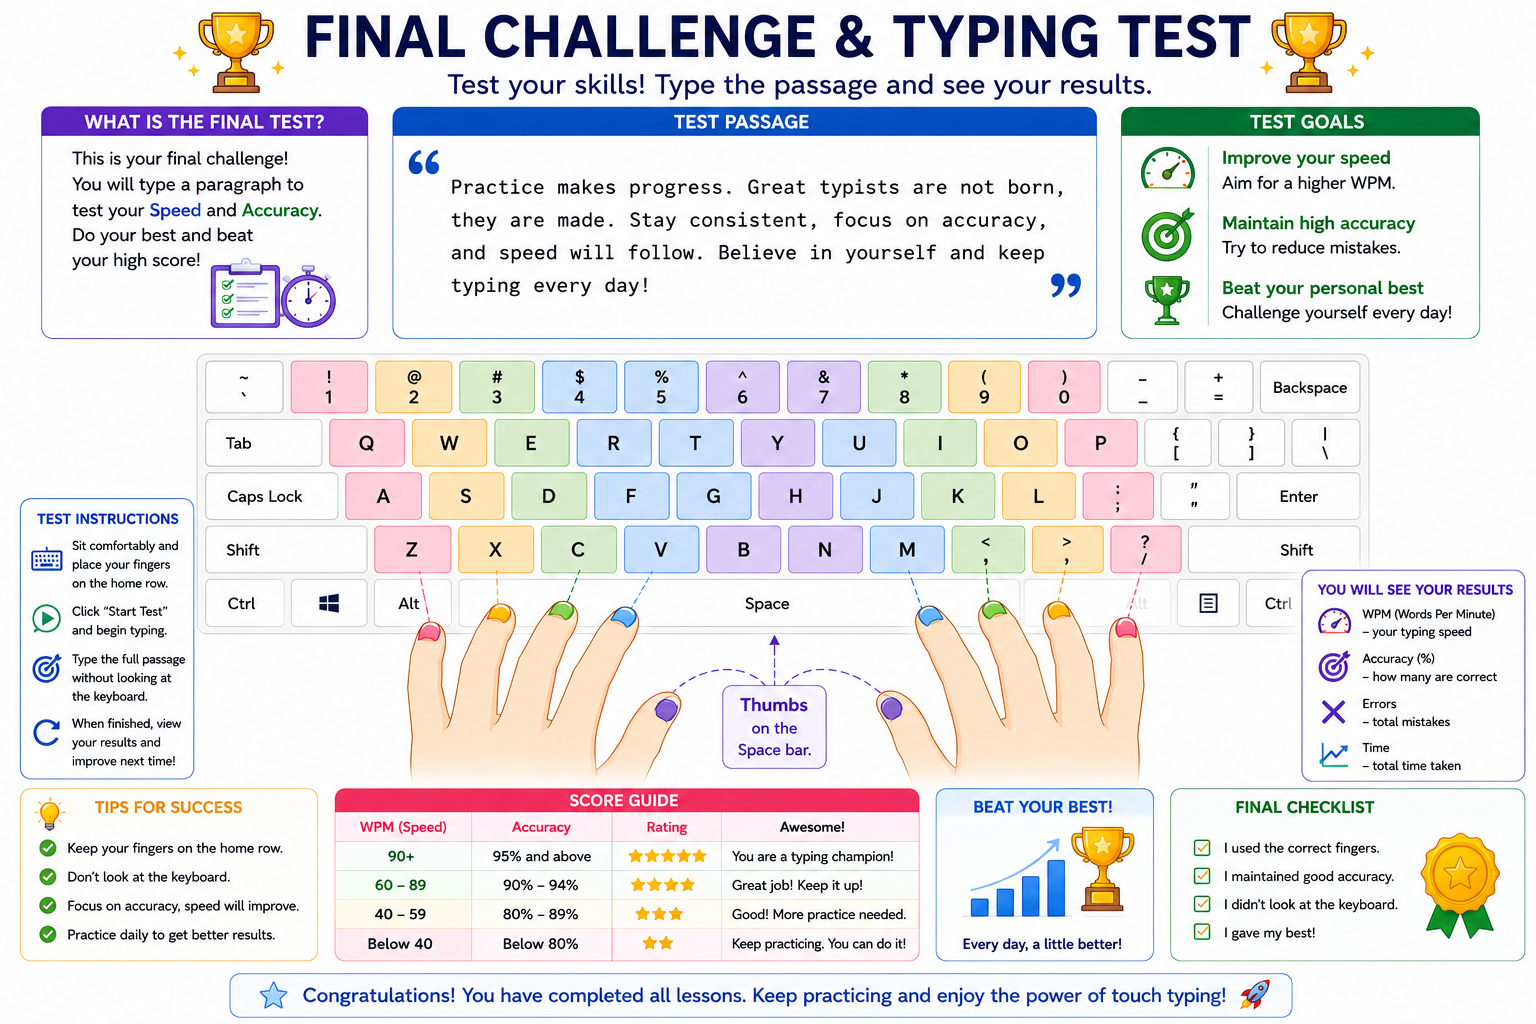 FINAL CHALLENGE & TYPING TEST
Test your skills! Type the passage and see your results.
WHAT IS THE FINAL TEST?
This is your final challenge!
You will type a paragraph to
test your Speed and Accuracy.
Do your best and beat
your high score!
TEST PASSAGE
“
Practice makes progress. Great typists are not born,
they are made. Stay consistent, focus on accuracy,
and speed will follow. Believe in yourself and keep
typing every day!
”
TEST GOALS
Improve your speed
Aim for a higher WPM.
Maintain high accuracy
Try to reduce mistakes.
Beat your personal best
Challenge yourself every day!
~ ! @ # $ % ^ & * ( ) – +
` 1 2 3 4 5 6 7 8 9 0 _ = Backspace
Tab Q W E R T Y U I O P { [ } ] | \
Caps Lock A S D F G H J K L : ; " " Enter
Shift Z X C V B N M < , > , ? / Shift
Ctrl Alt Space Alt Ctrl
TEST INSTRUCTIONS
Sit comfortably and
place your fingers
on the home row.
Click “Start Test”
and begin typing.
Type the full passage
without looking at
the keyboard.
When finished, view
your results and
improve next time!
Thumbs
on the
Space bar.
YOU WILL SEE YOUR RESULTS
WPM (Words Per Minute)
– your typing speed
Accuracy (%)
– how many are correct
Errors
– total mistakes
Time
– total time taken
TIPS FOR SUCCESS
Keep your fingers on the home row.
Don’t look at the keyboard.
Focus on accuracy, speed will improve.
Practice daily to get better results.
SCORE GUIDE
WPM (Speed) Accuracy Rating Awesome!
90+ 95% and above ★★★★★ You are a typing champion!
60 – 89 90% – 94% ★★★★ Great job! Keep it up!
40 – 59 80% – 89% ★★★ Good! More practice needed.
Below 40 Below 80% ★★ Keep practicing. You can do it!
BEAT YOUR BEST!
Every day, a little better!
FINAL CHECKLIST
I used the correct fingers.
I maintained good accuracy.
I didn’t look at the keyboard.
I gave my best!
Congratulations! You have completed all lessons. Keep practicing and enjoy the power of touch typing!